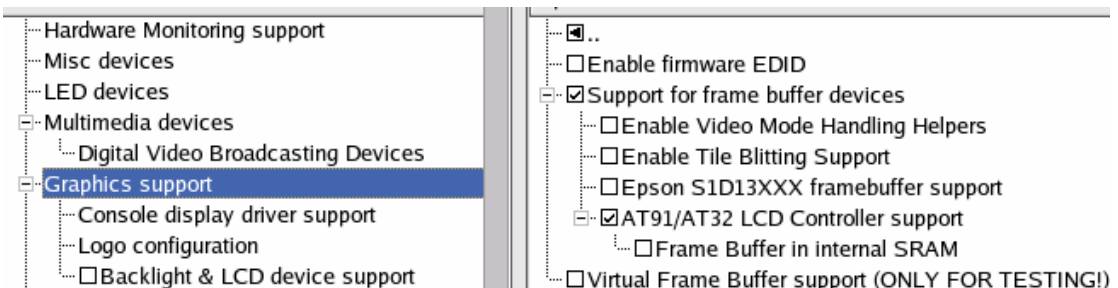 Hardware Monitoring support
Misc devices
LED devices
Multimedia devices
Digital Video Broadcasting Devices
Graphics support
Console display driver support
Logo configuration
Backlight & LCD device support
..
Enable firmware EDID
Support for frame buffer devices
Enable Video Mode Handling Helpers
Enable Tile Blitting Support
Epson S1D13XXX framebuffer support
AT91/AT32 LCD Controller support
Frame Buffer in internal SRAM
Virtual Frame Buffer support (ONLY FOR TESTING!)